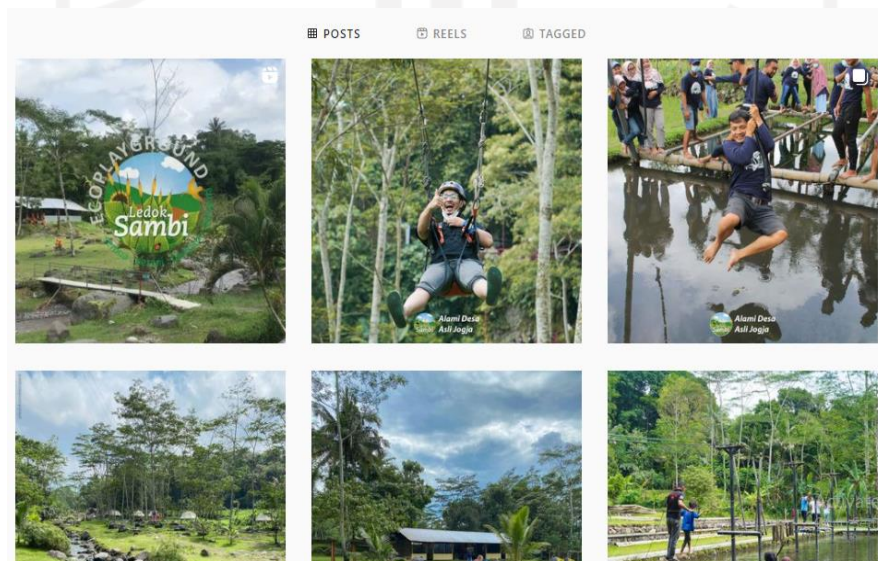 POSTS REELS TAGGED
ECOPLAYGROUND
Ledok
Sambi
Alami Desa
Asli Jogja
Alami Desa
Asli Jogja